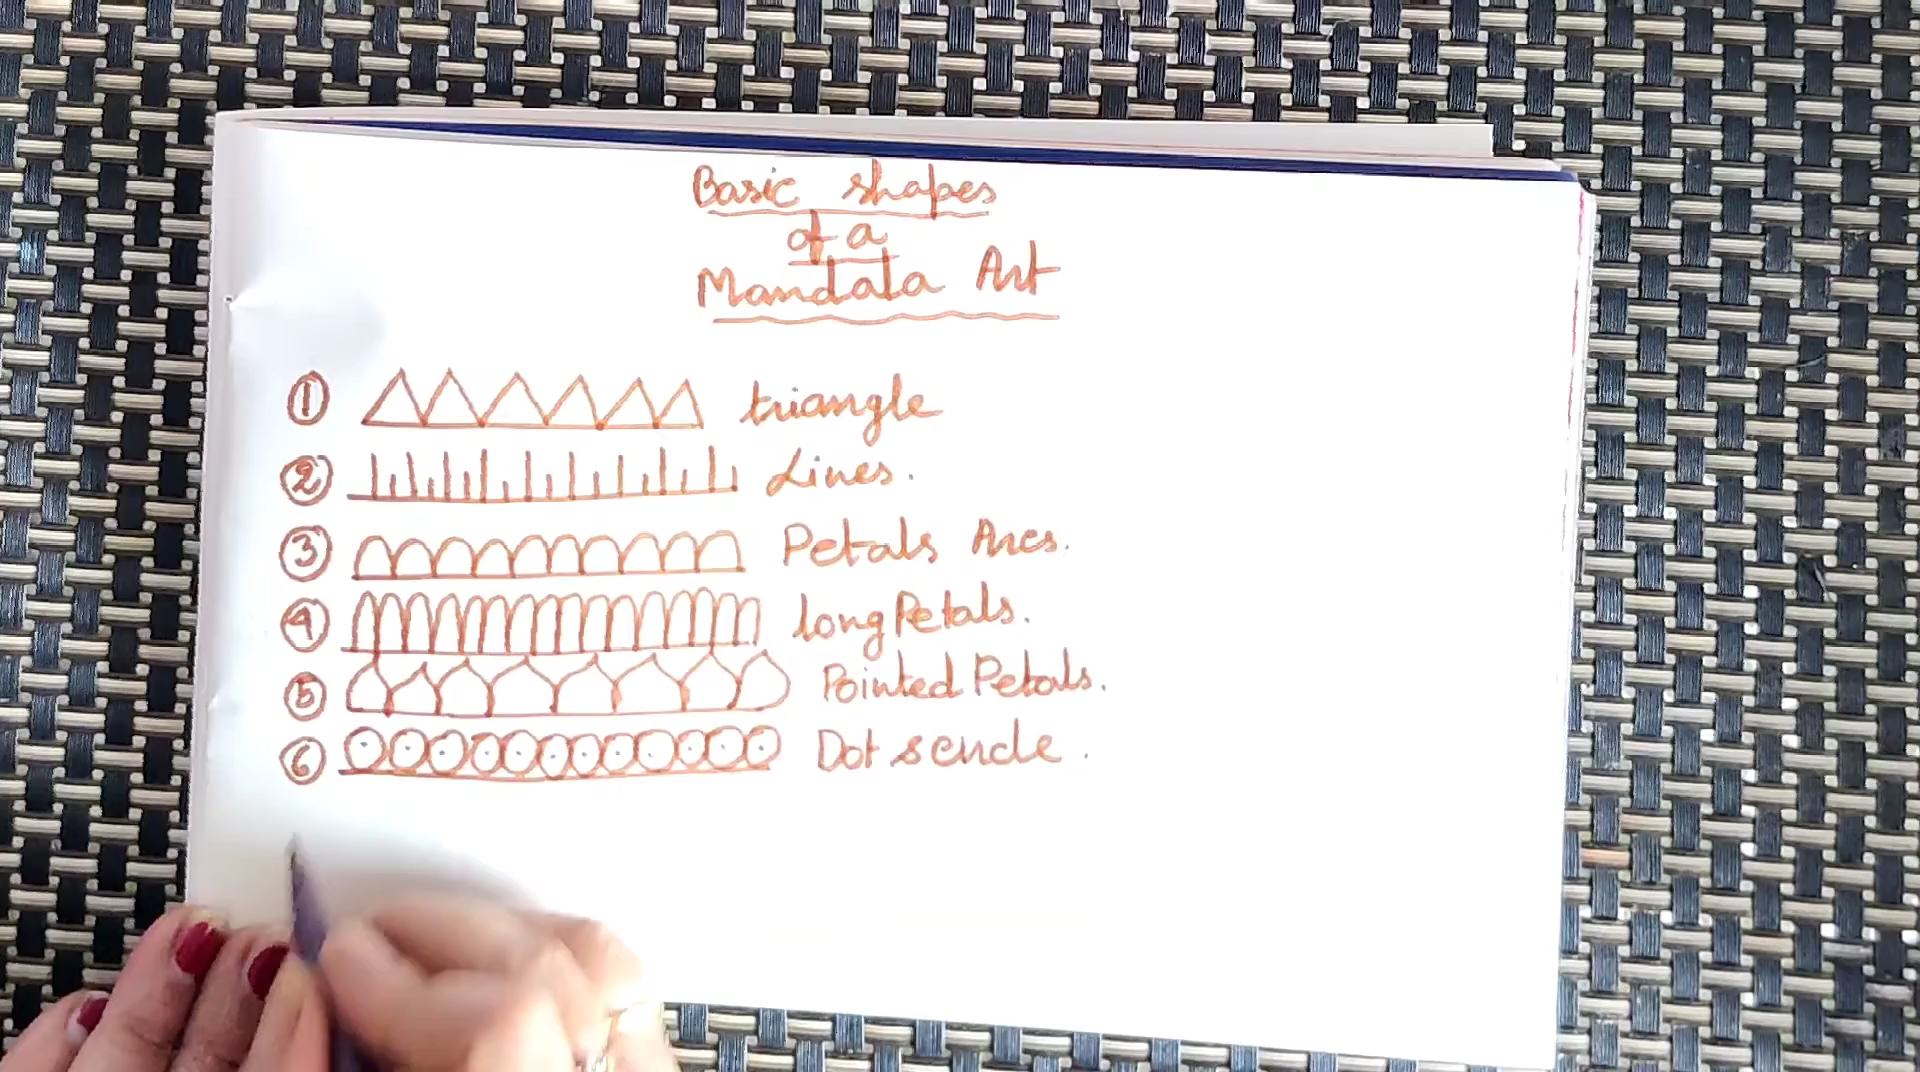 Basic shapes
of a
Mandala Art
① triangle
② Lines.
③ Petals Arcs.
④ long Petals.
⑤ Pointed Petals.
⑥ Dot s